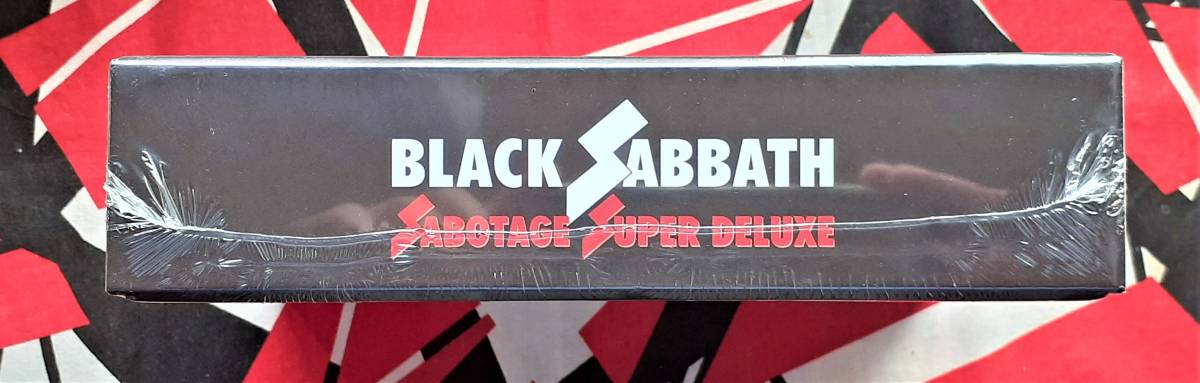 BLACK SABBATH
SABOTAGE SUPER DELUXE